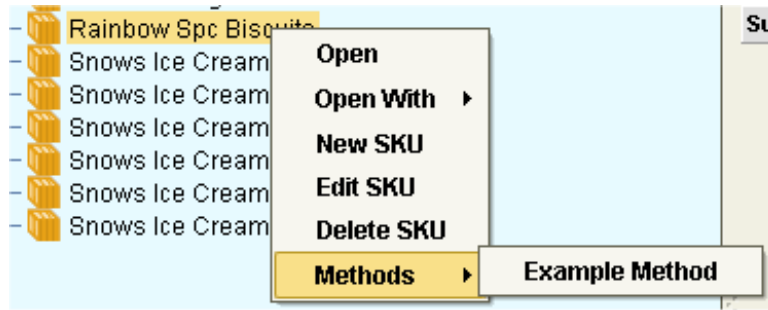 Rainbow Spc Biscuits
Snows Ice Cream
Snows Ice Cream
Snows Ice Cream
Snows Ice Cream
Snows Ice Cream
Snows Ice Cream
Open
Open With
New SKU
Edit SKU
Delete SKU
Methods
Example Method